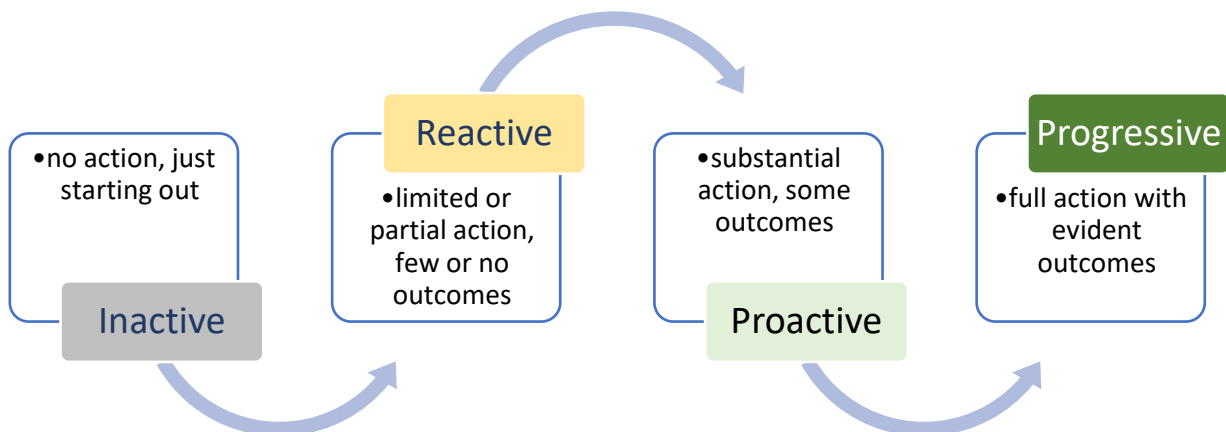 •no action, just
starting out
Inactive
Reactive
•limited or
partial action,
few or no
outcomes
•substantial
action, some
outcomes
Proactive
Progressive
•full action with
evident
outcomes